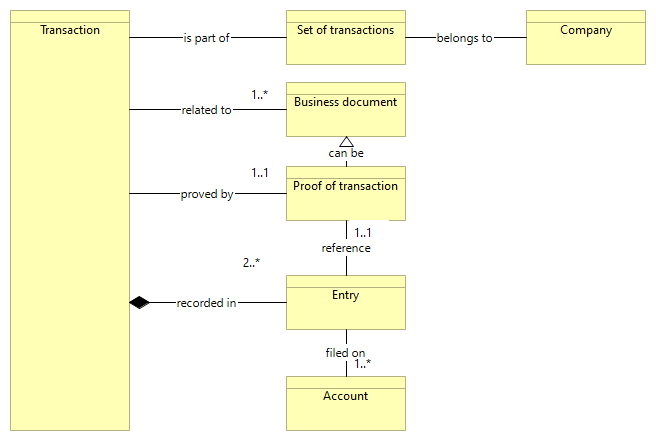 Transaction
is part of
Set of transactions
belongs to
Company
1..*
related to
Business document
can be
1..1
proved by
Proof of transaction
1..1
reference
2..*
recorded in
Entry
filed on
1..*
Account